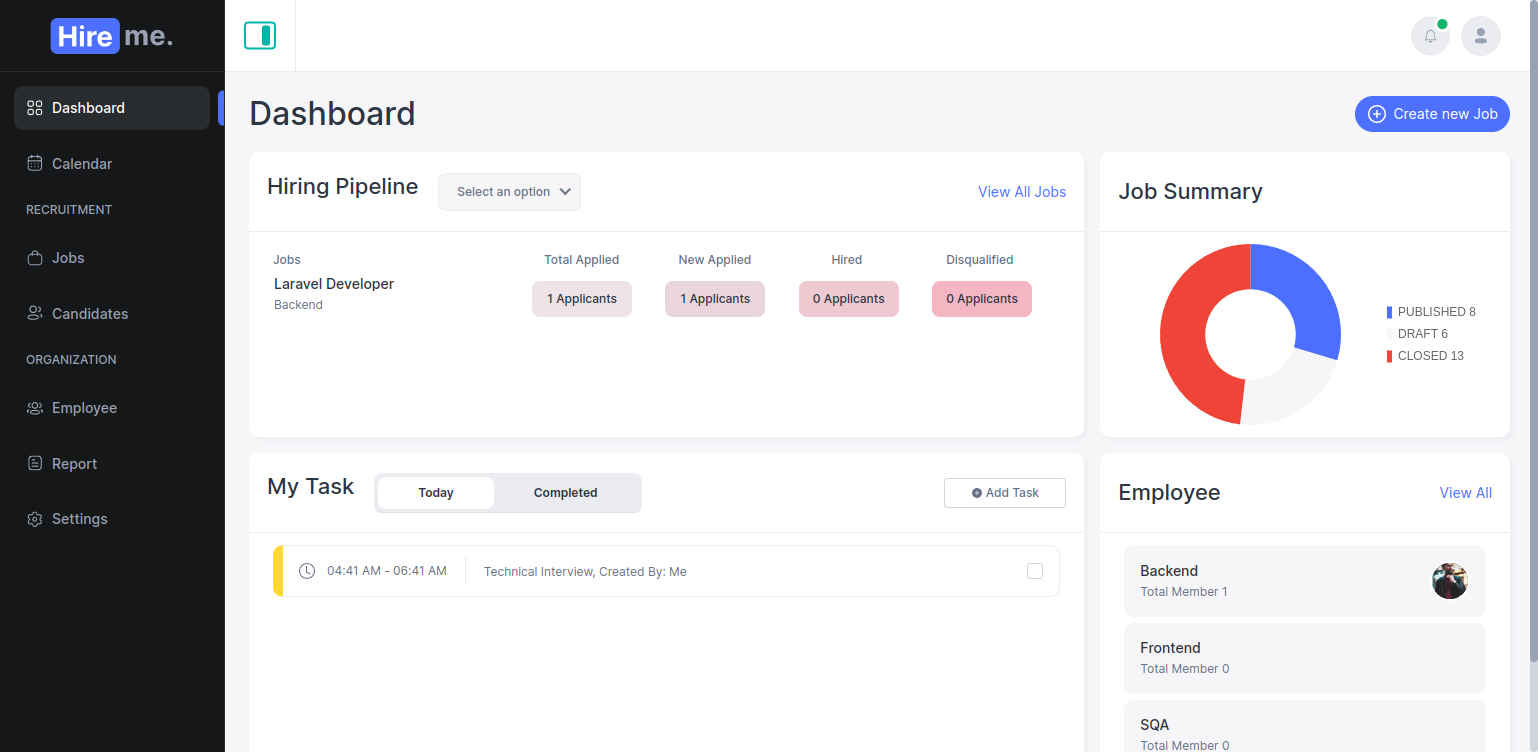 Hire me.
Dashboard
Calendar
RECRUITMENT
Jobs
Candidates
ORGANIZATION
Employee
Report
Settings
Dashboard
Create new Job
Hiring Pipeline
Select an option
View All Jobs
Jobs Total Applied New Applied Hired Disqualified
Laravel Developer
Backend
1 Applicants 1 Applicants 0 Applicants 0 Applicants
Job Summary
PUBLISHED 8
DRAFT 6
CLOSED 13
My Task
Today Completed
Add Task
04:41 AM - 06:41 AM
Technical Interview, Created By: Me
Employee
View All
Backend
Total Member 1
Frontend
Total Member 0
SQA
Total Member 0